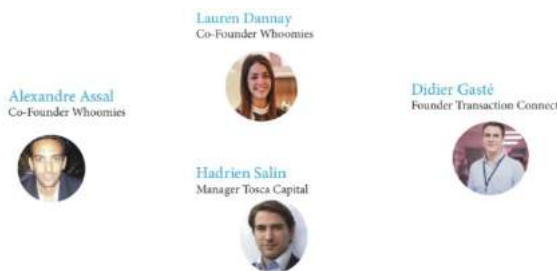 Lauren Dannay
Co-Founder Whoomies
Alexandre Assal
Co-Founder Whoomies
Didier Gasté
Founder Transaction Connect
Hadrien Salin
Manager Tosca Capital